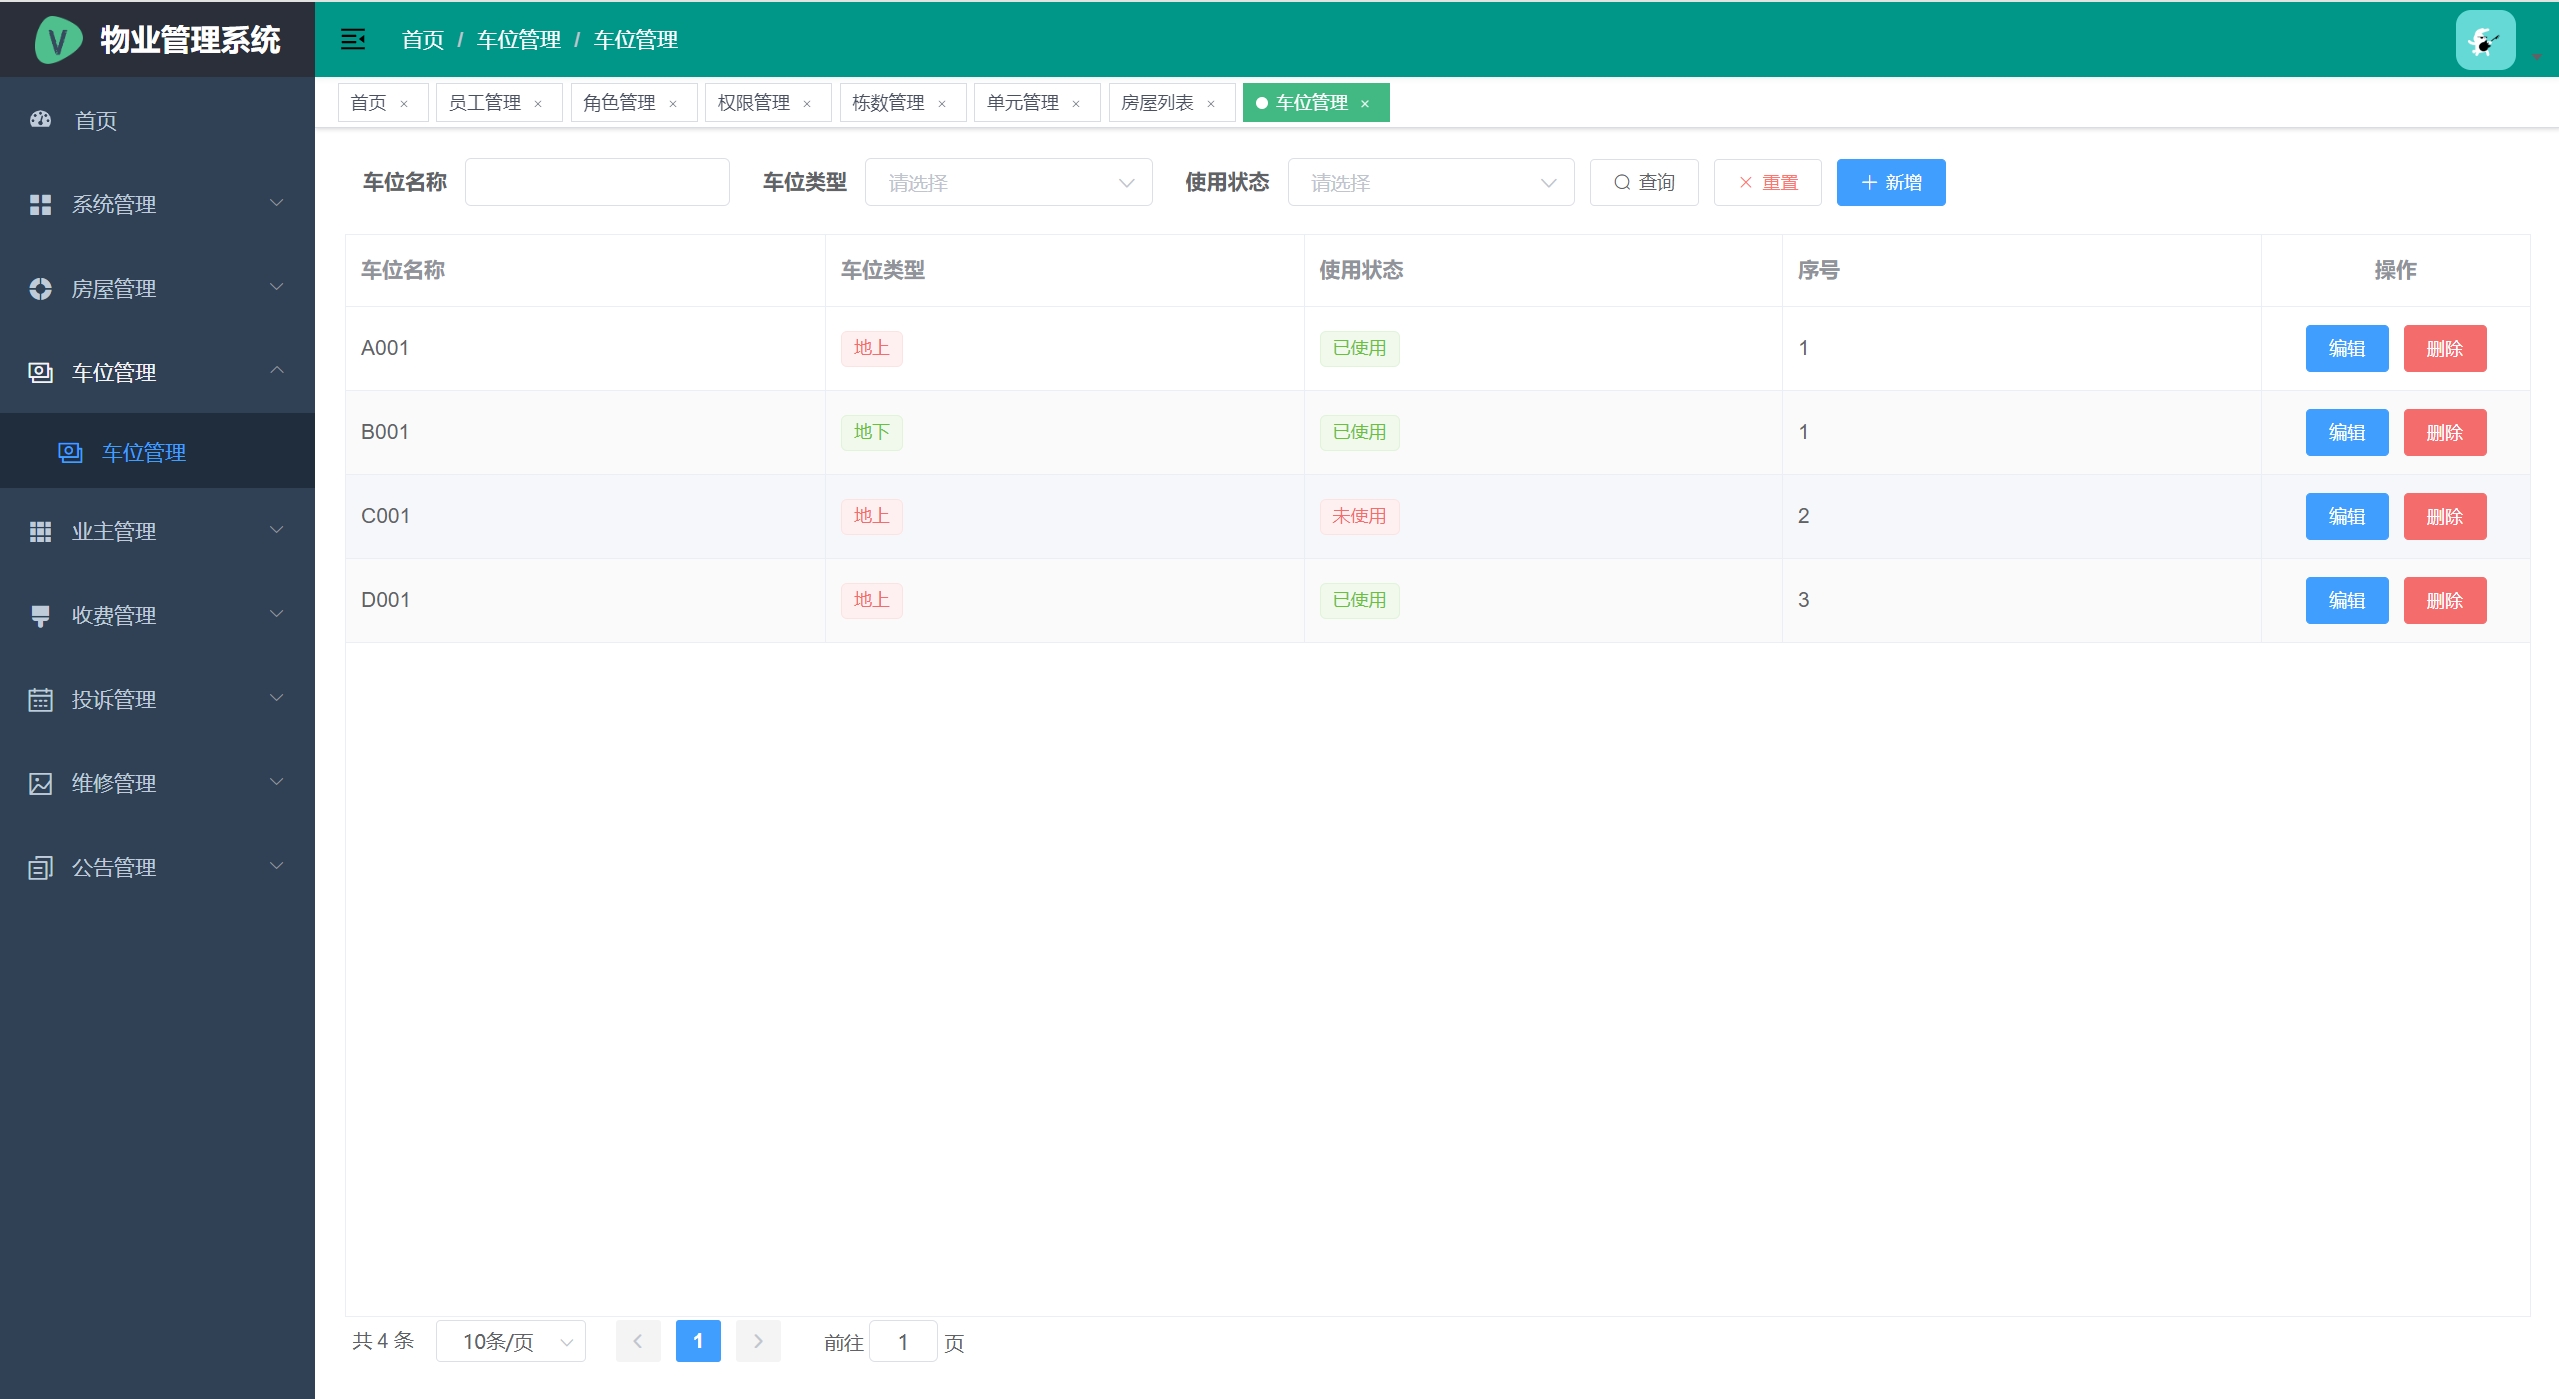 物业管理系统
首页 / 车位管理 / 车位管理
首页 × 员工管理 × 角色管理 × 权限管理 × 栋数管理 × 单元管理 × 房屋列表 × 车位管理 ×
首页
系统管理
房屋管理
车位管理
车位管理
业主管理
收费管理
投诉管理
维修管理
公告管理
车位名称 车位类型 请选择 使用状态 请选择 查询 重置 新增
车位名称 车位类型 使用状态 序号 操作
A001 地上 已使用 1 编辑 删除
B001 地下 已使用 1 编辑 删除
C001 地上 未使用 2 编辑 删除
D001 地上 已使用 3 编辑 删除
共 4 条 10条/页 1 前往 1 页